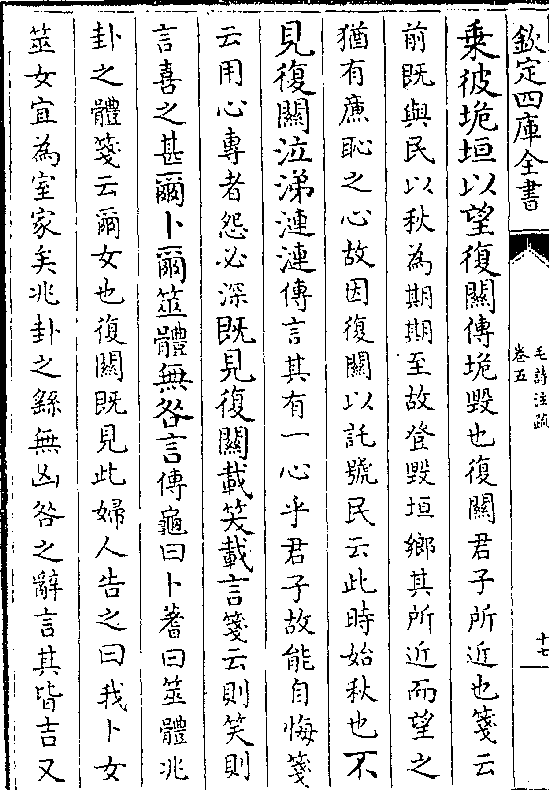 欽定四庫全書
毛詩注疏
卷五
十七
乗彼垝垣以望復關傳垝毁也復關君子所近也箋云
前既與民以秋為期期至故登毁垣鄉其所近而望之
猶有亷恥之心故因復關以託號民云此時始秋也不
見復關泣涕漣漣傳言其有一心乎君子故能自悔箋
云用心專者怨必深既見復關載笑載言箋云則笑則
言喜之甚爾卜爾筮體無咎言傳龜曰卜蓍曰筮體兆
卦之體箋云爾女也復關既見此婦人告之曰我卜女
筮女宜為室家矣兆卦之繇無凶咎之辭言其皆吉又